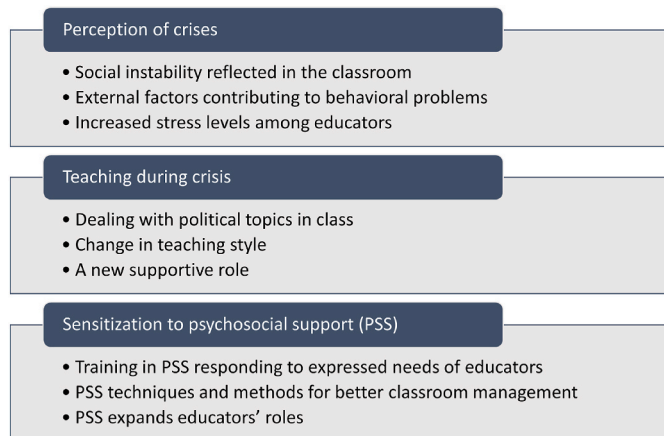 Perception of crises
• Social instability reflected in the classroom
• External factors contributing to behavioral problems
• Increased stress levels among educators
Teaching during crisis
• Dealing with political topics in class
• Change in teaching style
• A new supportive role
Sensitization to psychosocial support (PSS)
• Training in PSS responding to expressed needs of educators
• PSS techniques and methods for better classroom management
• PSS expands educators’ roles